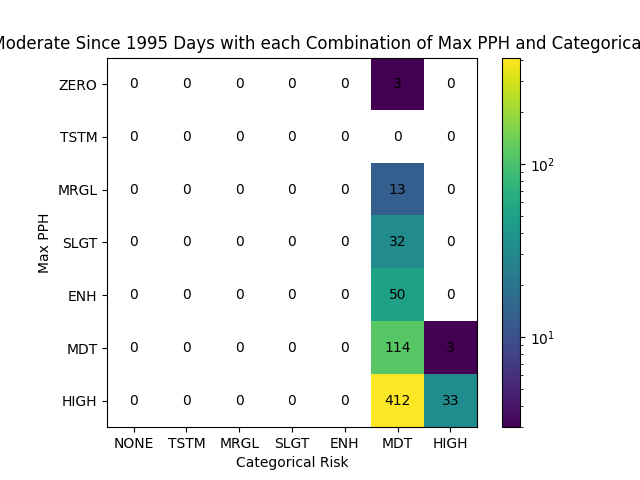 Moderate Since 1995 Days with each Combination of Max PPH and Categorica
ZERO 0 0 0 0 0 3 0
TSTM 0 0 0 0 0 0 0
MRGL 0 0 0 0 0 13 0
SLGT 0 0 0 0 0 32 0
ENH 0 0 0 0 0 50 0
MDT 0 0 0 0 0 114 3
HIGH 0 0 0 0 0 412 33
NONE TSTM MRGL SLGT ENH MDT HIGH
Categorical Risk
Max PPH
10²
10¹